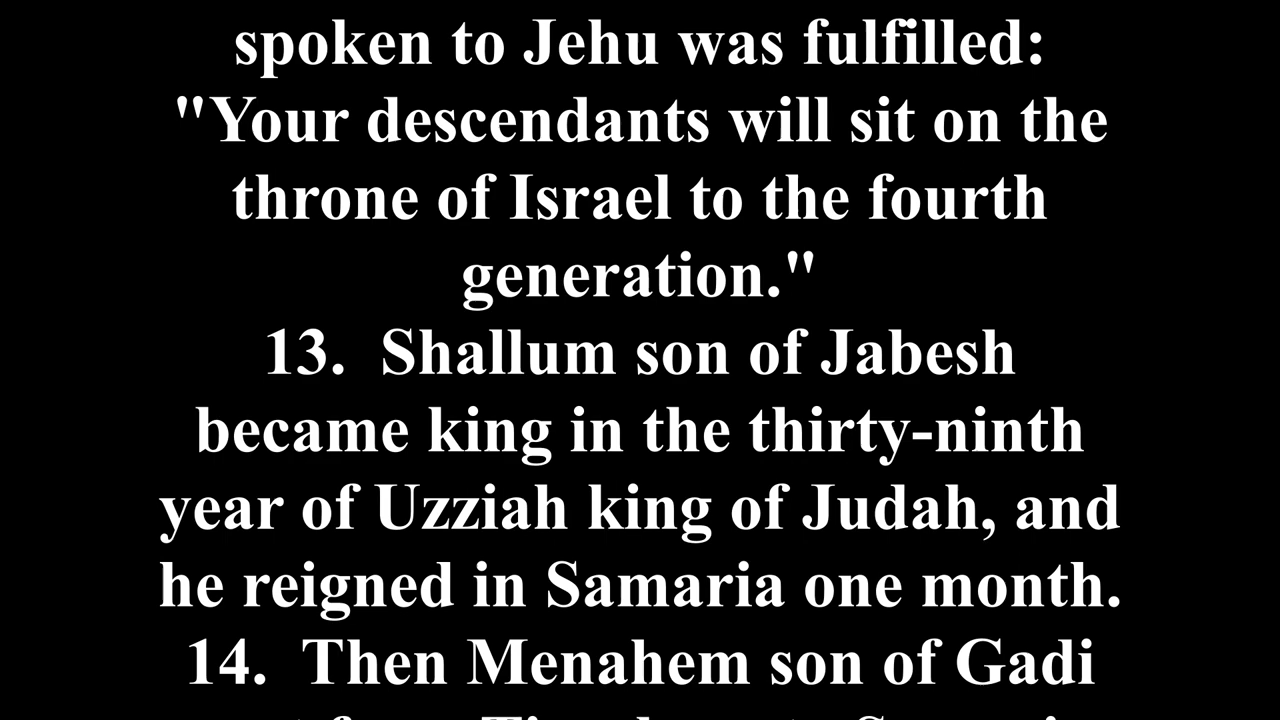 spoken to Jehu was fulfilled:
"Your descendants will sit on the
throne of Israel to the fourth
generation."
13.  Shallum son of Jabesh
became king in the thirty-ninth
year of Uzziah king of Judah, and
he reigned in Samaria one month.
14.  Then Menahem son of Gadi